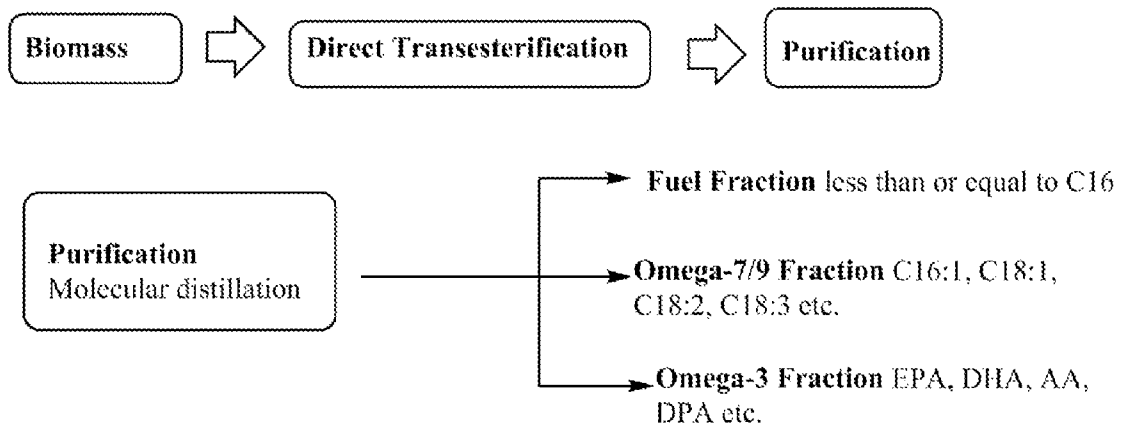 Biomass
Direct Transesterification
Purification
Fuel Fraction less than or equal to C16
Purification
Molecular distillation
Omega-7/9 Fraction C16:1, C18:1,
C18:2, C18:3 etc.
Omega-3 Fraction EPA, DHA, AA,
DPA etc.